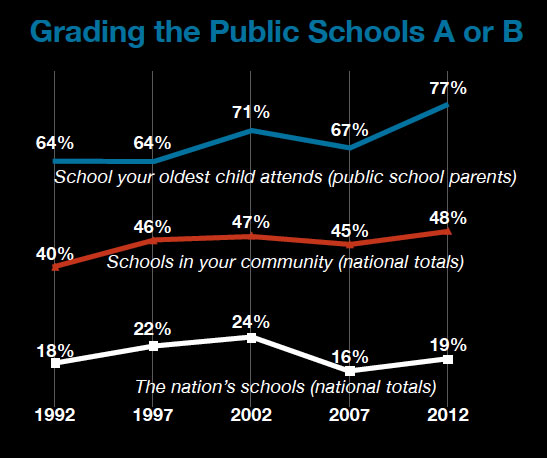 Grading the Public Schools A or B
64% 64% 71% 67% 77%
School your oldest child attends (public school parents)
40% 46% 47% 45% 48%
Schools in your community (national totals)
18% 22% 24% 16% 19%
The nation's schools (national totals)
1992 1997 2002 2007 2012